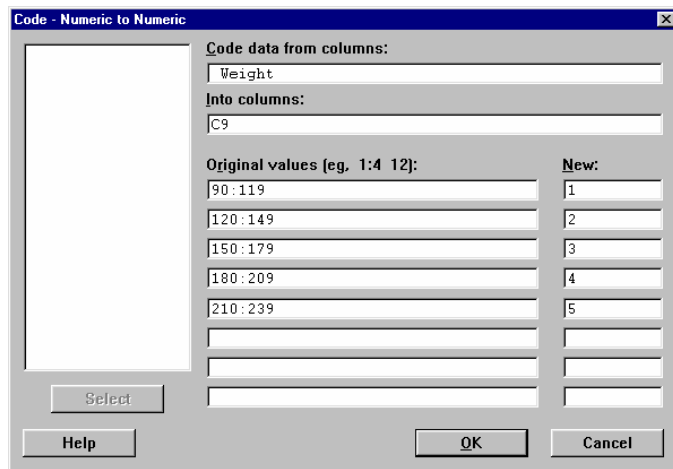 Code - Numeric to Numeric
Code data from columns:
Weight
Into columns:
C9
Original values (eg, 1:4 12): New:
90:119 1
120:149 2
150:179 3
180:209 4
210:239 5
Select
Help OK Cancel